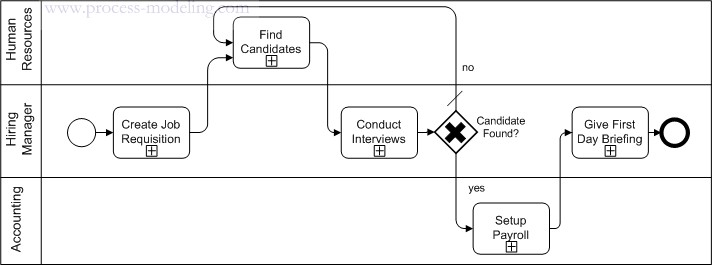 www.process-modeling.com
Human
Resources
Find
Candidates
no
Hiring
Manager
Create Job
Requisition
Conduct
Interviews
Candidate
Found?
Give First
Day Briefing
Accounting
yes
Setup
Payroll